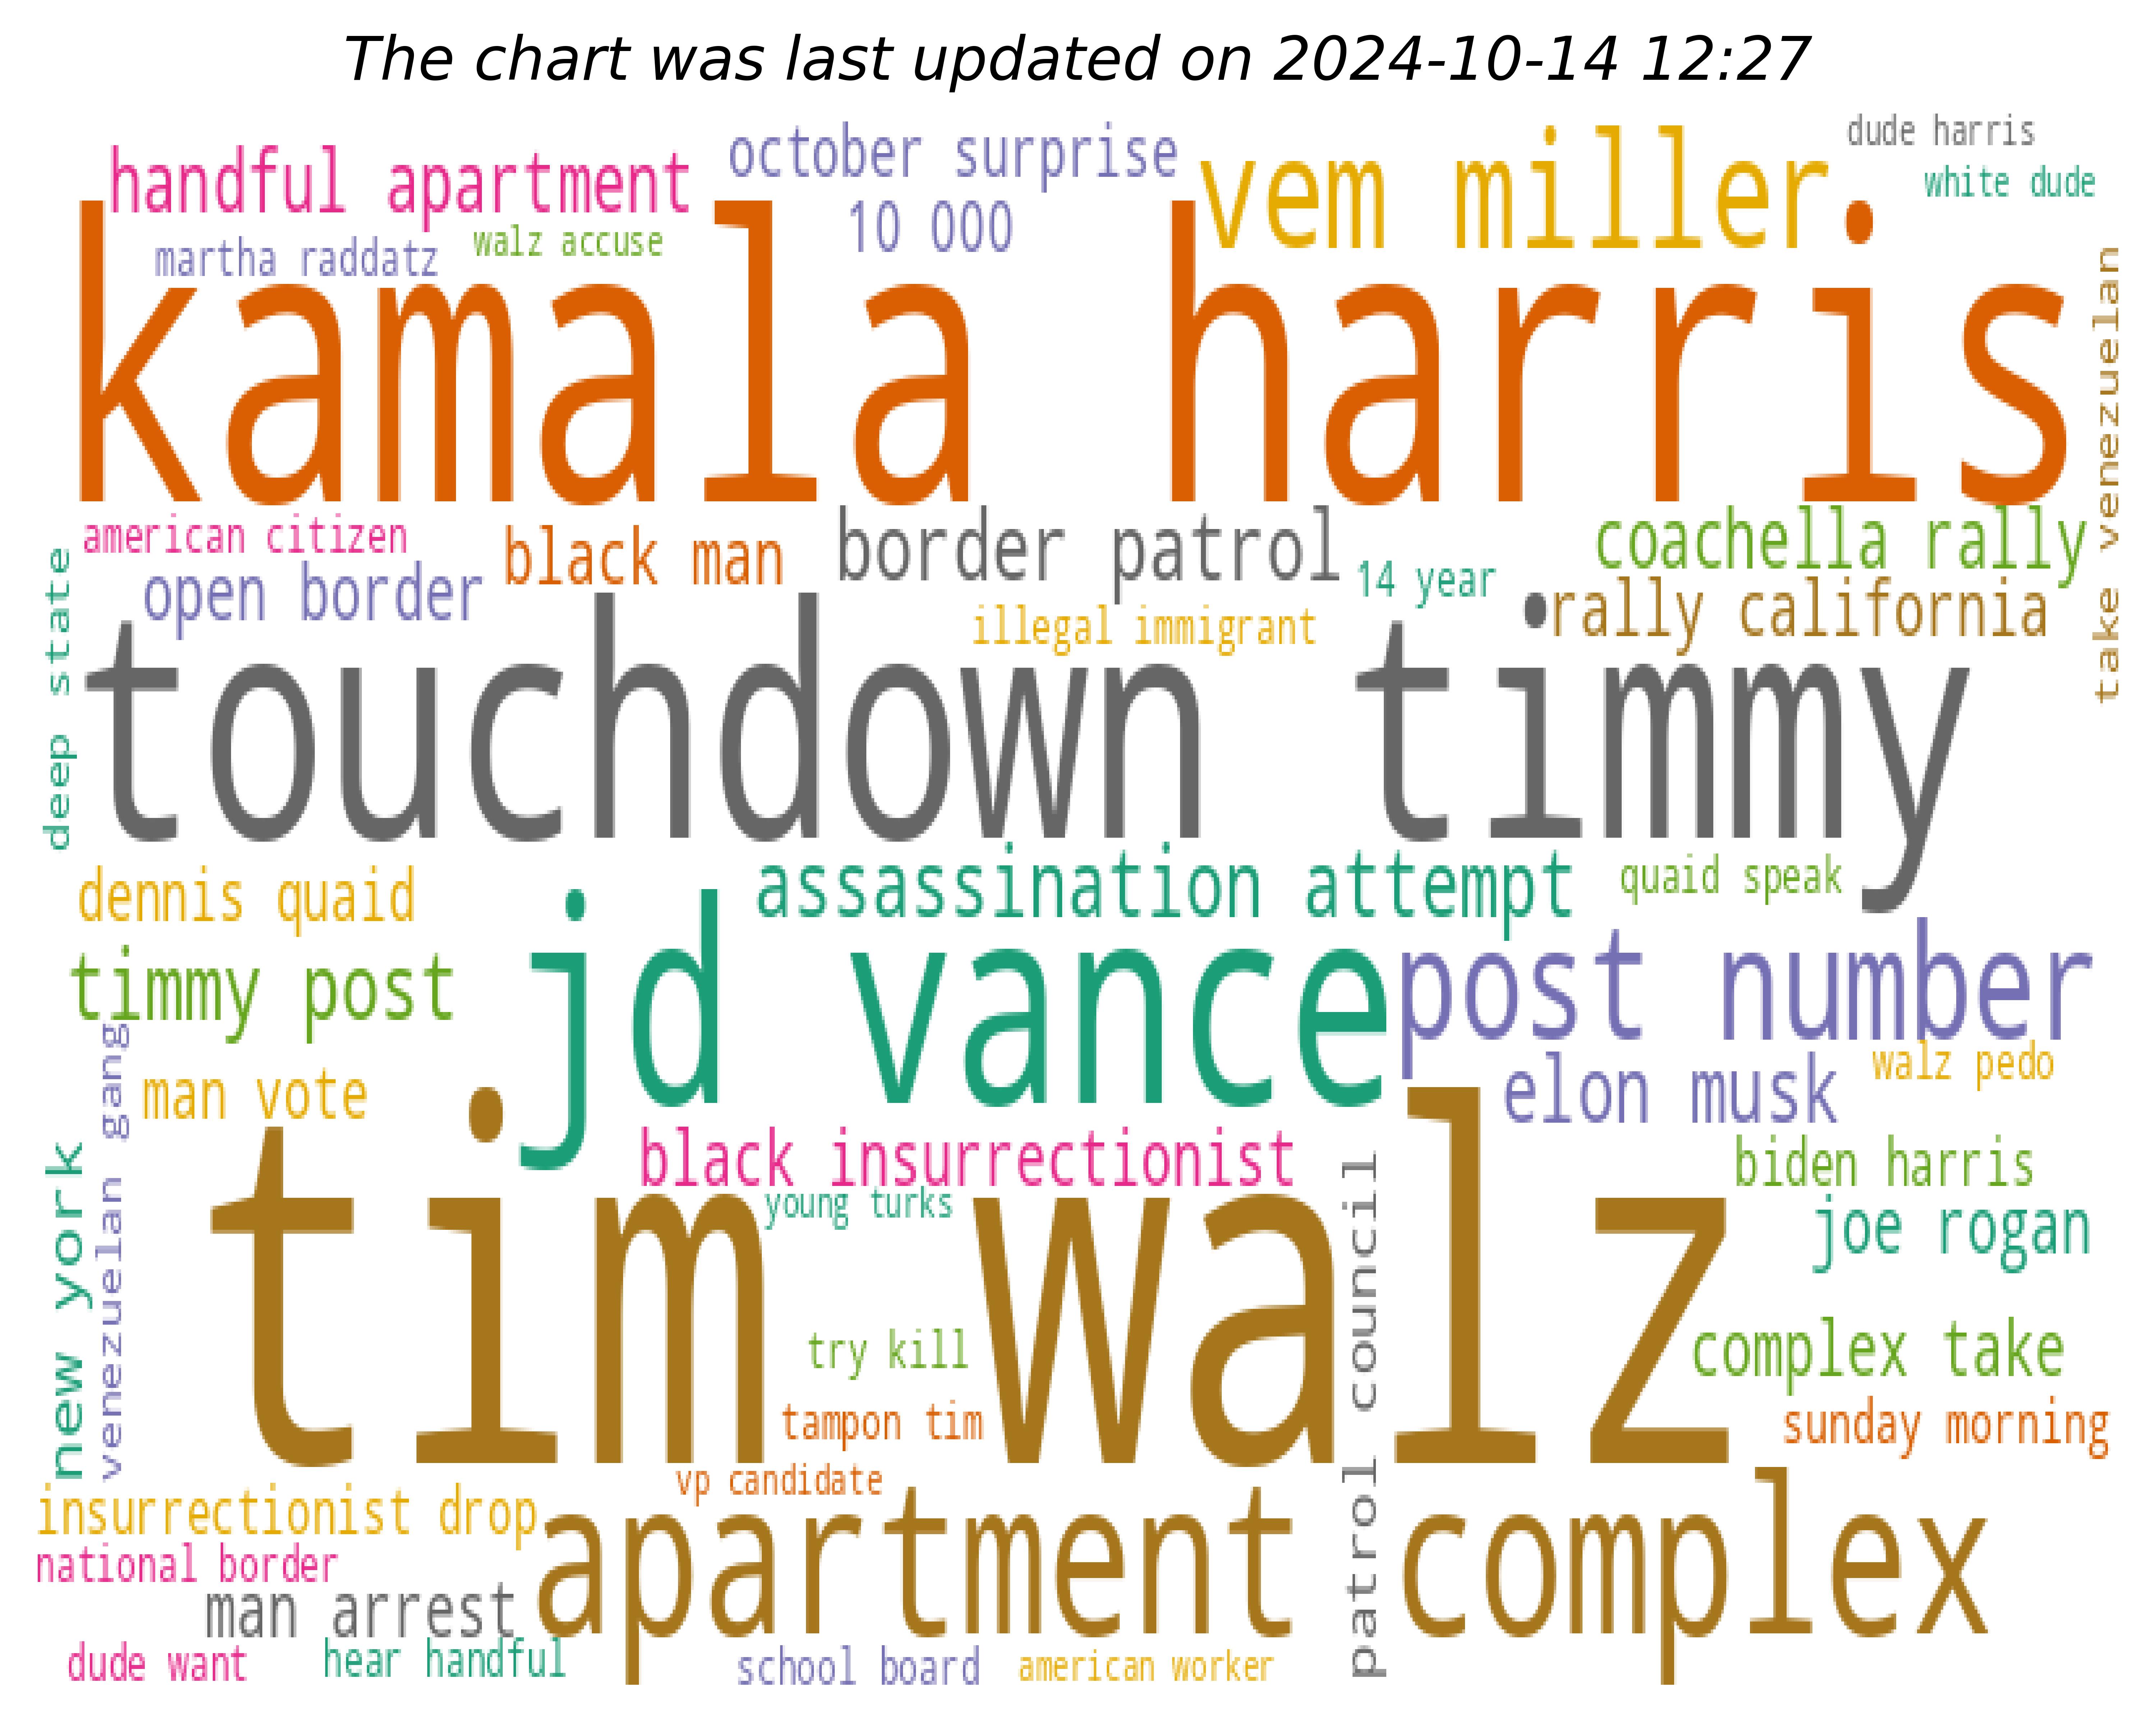 The chart was last updated on 2024-10-14 12:27
handful apartment
october surprise
vem miller
dude harris
white dude
martha raddatz
walz accuse
10 000
kamala harris
take venezuelan
american citizen
open border
black man
border patrol
illegal immigrant
14 year
coachella rally
rally california
deep state
touchdown timmy
dennis quaid
assassination attempt
quaid speak
timmy post
jd vance
post number
man vote
elon musk
walz pedo
venezuelan gang
new york
black insurrectionist
young turks
biden harris
joe rogan
tim walz
try kill
tampon tim
patrol council
complex take
sunday morning
vp candidate
insurrectionist drop
apartment complex
national border
man arrest
dude want
hear handful
school board
american worker